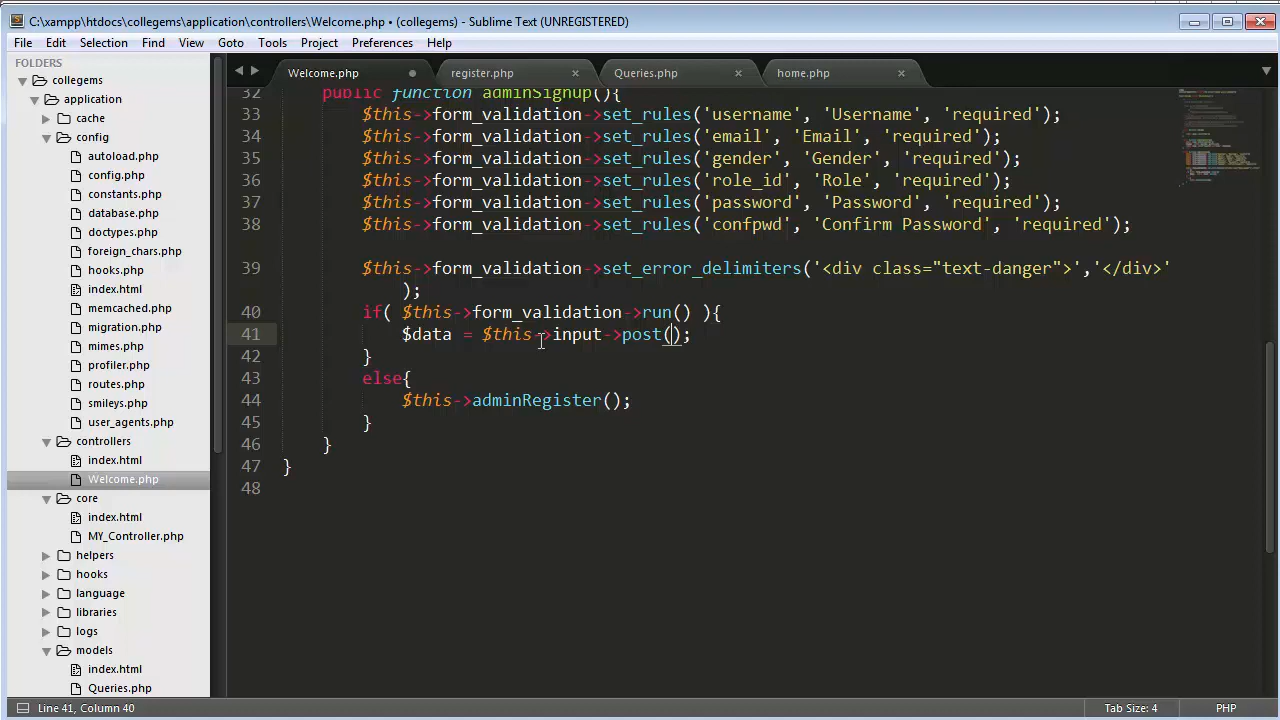 C:\xampp\htdocs\collegems\application\controllers\Welcome.php • (collegems) - Sublime Text (UNREGISTERED)
File Edit Selection Find View Goto Tools Project Preferences Help
FOLDERS
collegems
application
cache
config
autoload.php
config.php
constants.php
database.php
doctypes.php
foreign_chars.php
hooks.php
index.html
memcached.php
migration.php
mimes.php
profiler.php
routes.php
smileys.php
user_agents.php
controllers
index.html
Welcome.php
core
index.html
MY_Controller.php
helpers
hooks
language
libraries
logs
models
index.html
Queries.php
Welcome.php register.php Queries.php home.php
32 public function adminSignup(){
33 $this->form_validation->set_rules('username', 'Username', 'required');
34 $this->form_validation->set_rules('email', 'Email', 'required');
35 $this->form_validation->set_rules('gender', 'Gender', 'required');
36 $this->form_validation->set_rules('role_id', 'Role', 'required');
37 $this->form_validation->set_rules('password', 'Password', 'required');
38 $this->form_validation->set_rules('confpwd', 'Confirm Password', 'required');
39 $this->form_validation->set_error_delimiters('<div class="text-danger">','</div>'
);
40 if( $this->form_validation->run() ){
41 $data = $this->input->post();
42 }
43 else{
44 $this->adminRegister();
45 }
46 }
47 }
48
Line 41, Column 40 Tab Size: 4 PHP